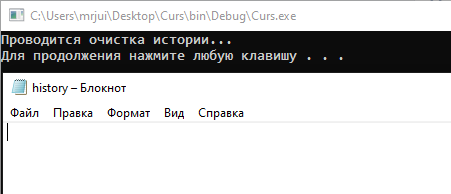 C:\Users\mrjui\Desktop\Curs\bin\Debug\Curs.exe
Проводится очистка истории...
Для продолжения нажмите любую клавишу . . .
history – Блокнот
Файл Правка Формат Вид Справка